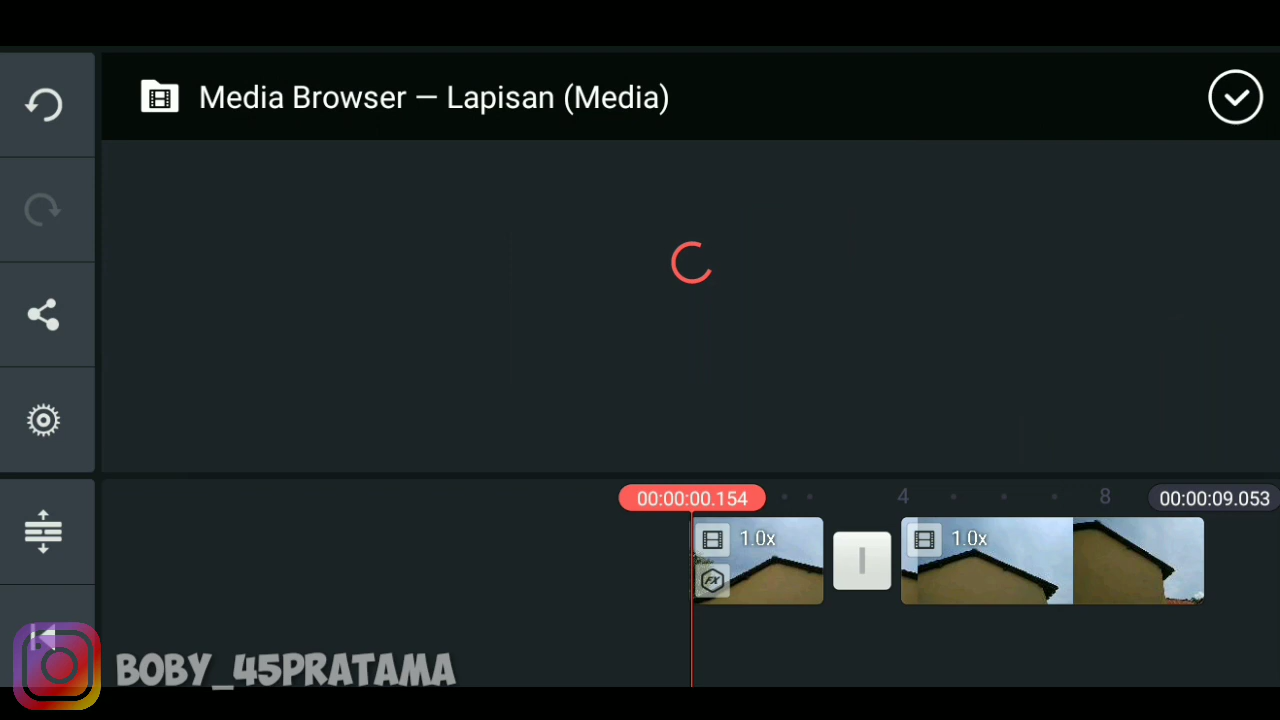 Media Browser — Lapisan (Media)
00:00:00.154
4
8
00:00:09.053
1.0x
1.0x
FX
BOBY_45PRATAMA